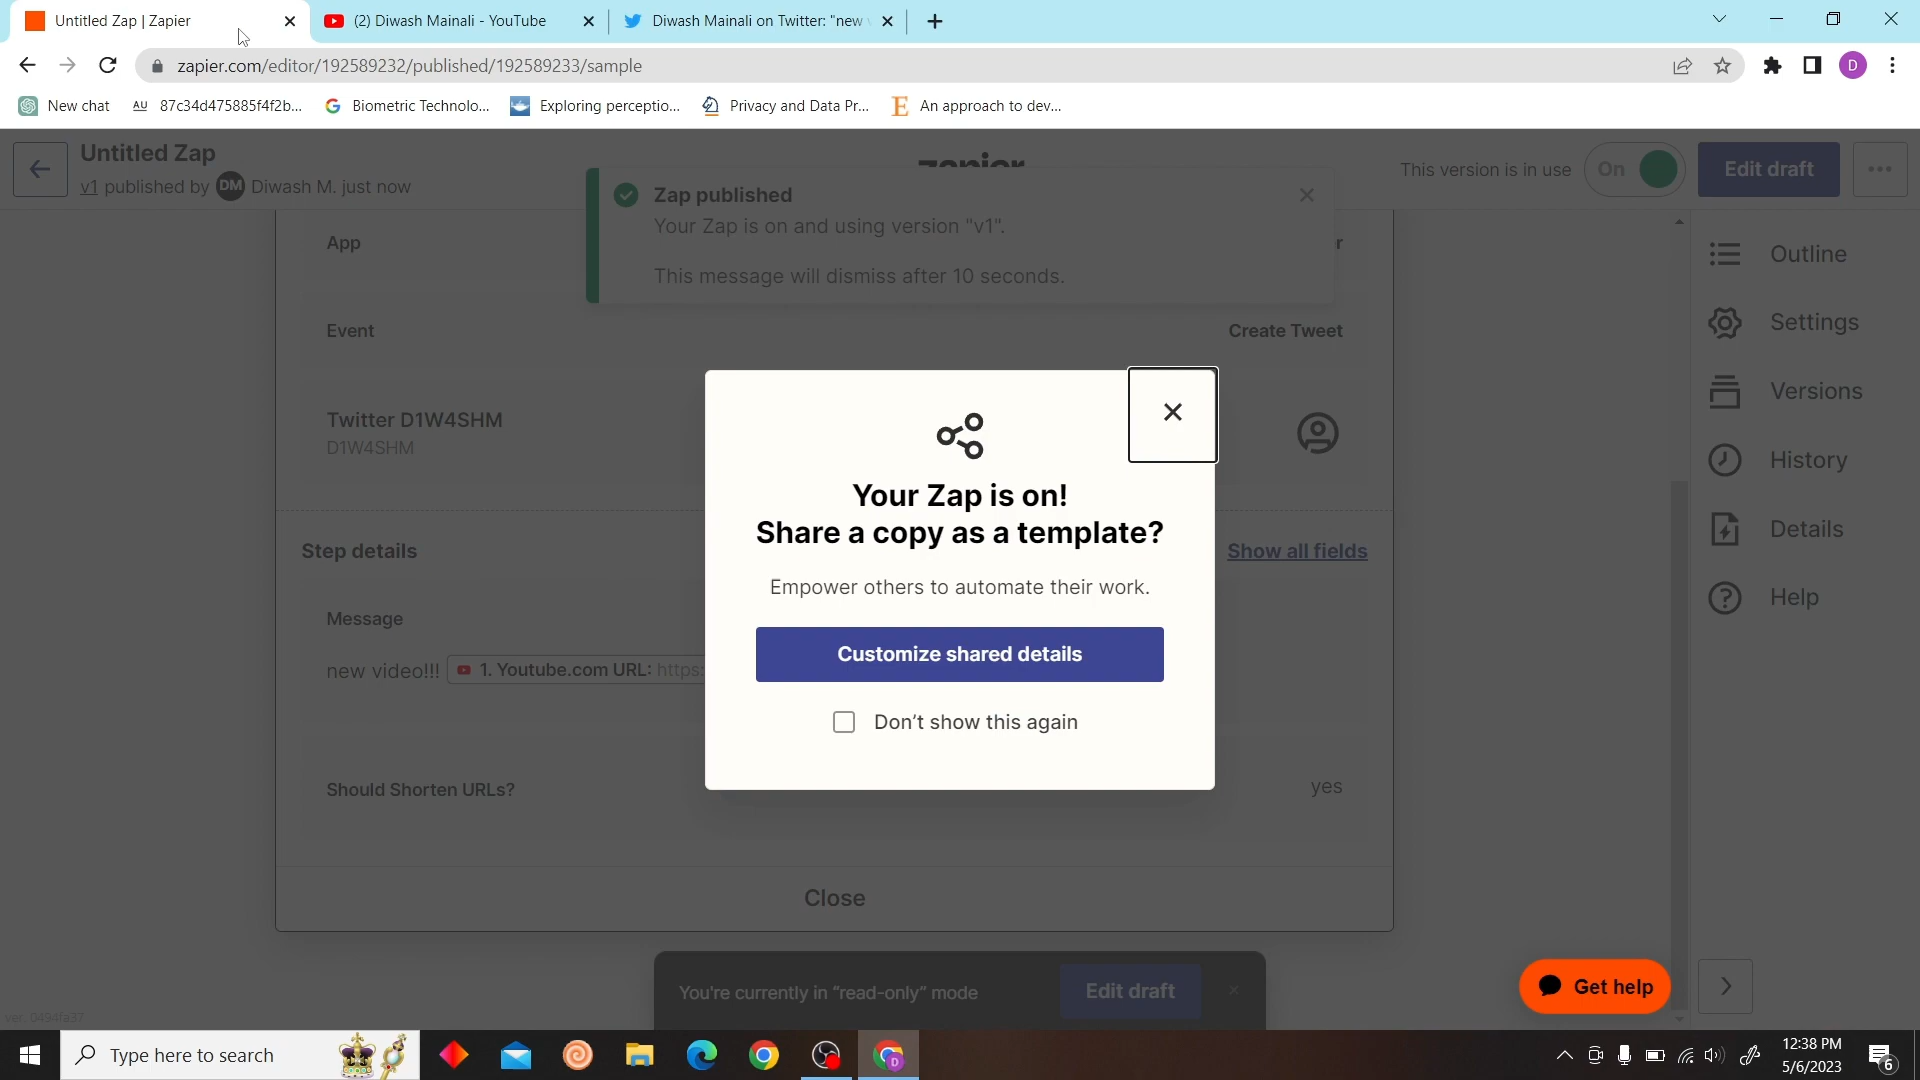 Untitled Zap | Zapier
(2) Diwash Mainali - YouTube
Diwash Mainali on Twitter: "new
zapier.com/editor/192589232/published/192589233/sample
D
New chat
AU 87c34d475885f4f2b...
Biometric Technolo...
Exploring perceptio...
Privacy and Data Pr...
An approach to dev...
Untitled Zap
v1 published by DM Diwash M. just now
zapier
This version is in use
On
Edit draft
Zap published
Your Zap is on and using version "v1".
This message will dismiss after 10 seconds.
App
r
Event
Create Tweet
Twitter D1W4SHM
D1W4SHM
Step details
Show all fields
Message
new video!!! 1. Youtube.com URL: https:
Should Shorten URLs?
yes
Close
Your Zap is on!
Share a copy as a template?
Empower others to automate their work.
Customize shared details
Don't show this again
Outline
Settings
Versions
History
Details
Help
You're currently in “read-only” mode
Edit draft
Get help
ver. 0494fa37
Type here to search
12:38 PM
5/6/2023
6